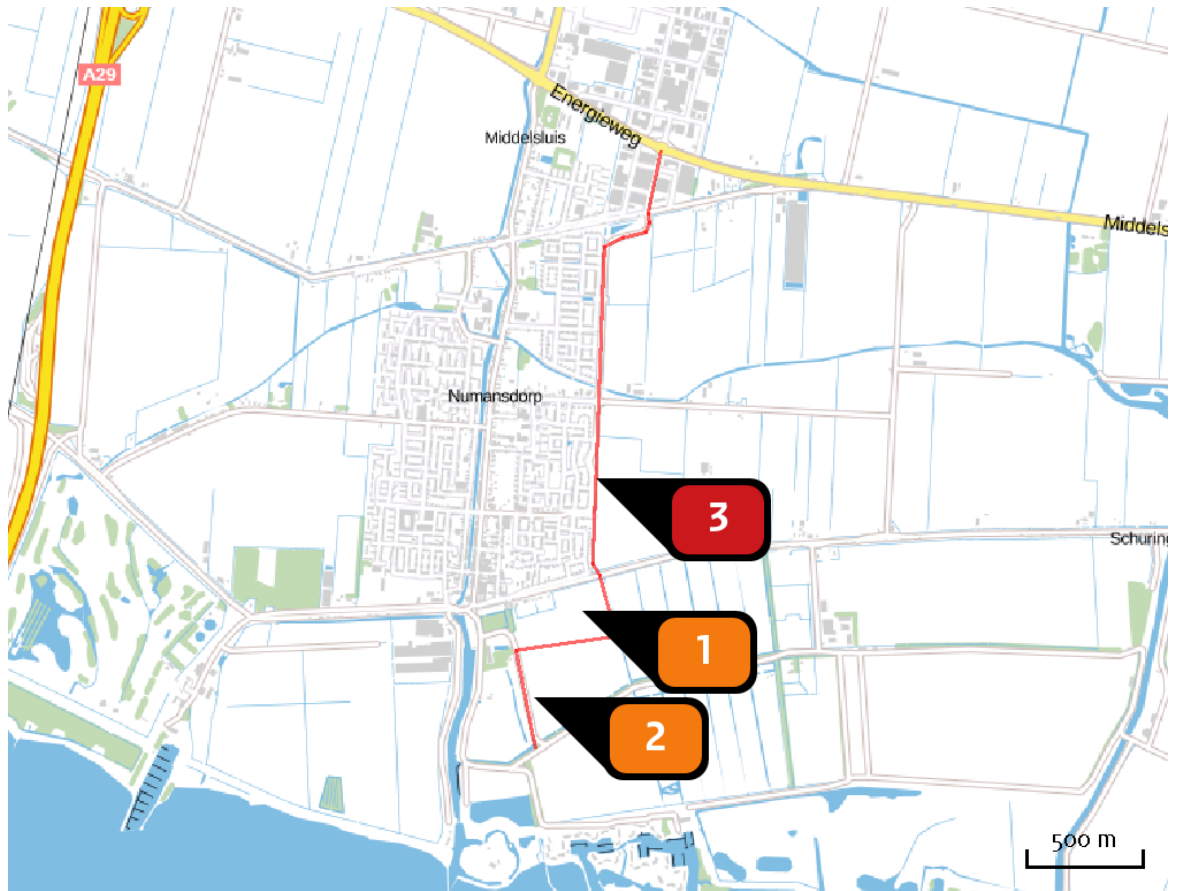 A29
Energieweg
Middelsluis
Middels
Numansdorp
3
Schuring
1
2
500 m